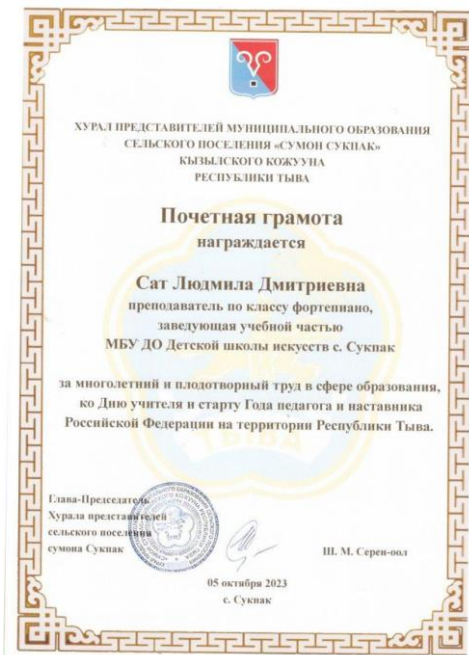 ХУРАЛ ПРЕДСТАВИТЕЛЕЙ МУНИЦИПАЛЬНОГО ОБРАЗОВАНИЯ
СЕЛЬСКОГО ПОСЕЛЕНИЯ «СУМОН СУКПАК»
КЫЗЫЛСКОГО КОЖУУНА
РЕСПУБЛИКИ ТЫВА
Почетная грамота
награждается
Сат Людмила Дмитриевна
преподаватель по классу фортепиано,
заведующая учебной частью
МБУ ДО Детской школы искусств с. Сукпак
за многолетний и плодотворный труд в сфере образования,
ко Дню учителя и старту Года педагога и наставника
Российской Федерации на территории Республики Тыва.
ТЫВА
Глава-Председатель
Хурала представителей
сельского поселения
сумона Сукпак
Ш. М. Серен-оол
05 октября 2023
с. Сукпак